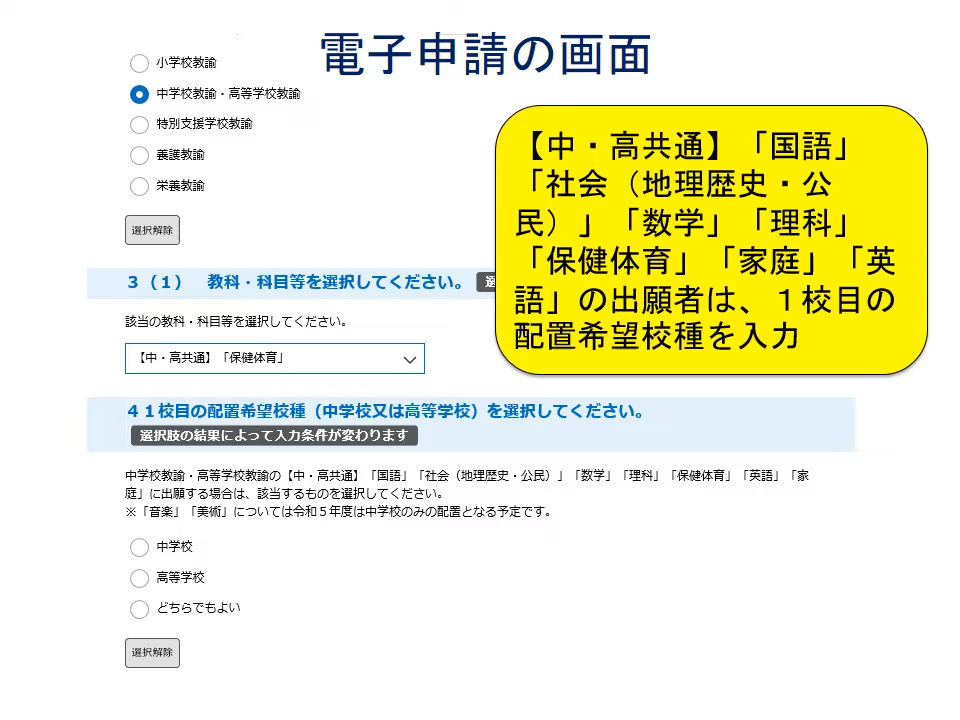 電子申請の画面
小学校教諭
中学校教諭・高等学校教諭
特別支援学校教諭
養護教諭
栄養教諭
選択解除
【中・高共通】「国語」
「社会（地理歴史・公
民）」「数学」「理科」
「保健体育」「家庭」「英
語」の出願者は、１校目の
配置希望校種を入力
３（１）　教科・科目等を選択してください。
該当の教科・科目等を選択してください。
【中・高共通】「保健体育」
４１校目の配置希望校種（中学校又は高等学校）を選択してください。
選択肢の結果によって入力条件が変わります
中学校教諭・高等学校教諭の【中・高共通】「国語」「社会（地理歴史・公民）」「数学」「理科」「保健体育」「英語」「家
庭」に出願する場合は、該当するものを選択してください。
※「音楽」「美術」については令和５年度は中学校のみの配置となる予定です。
中学校
高等学校
どちらでもよい
選択解除